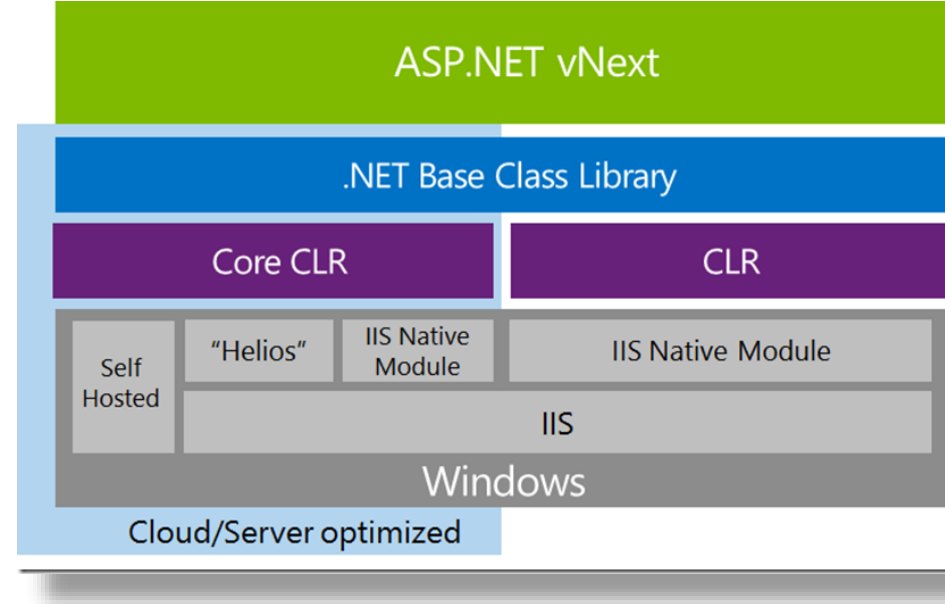 ASP.NET vNext
.NET Base Class Library
Core CLR
CLR
Self
Hosted
“Helios”
IIS Native
Module
IIS Native Module
IIS
Windows
Cloud/Server optimized